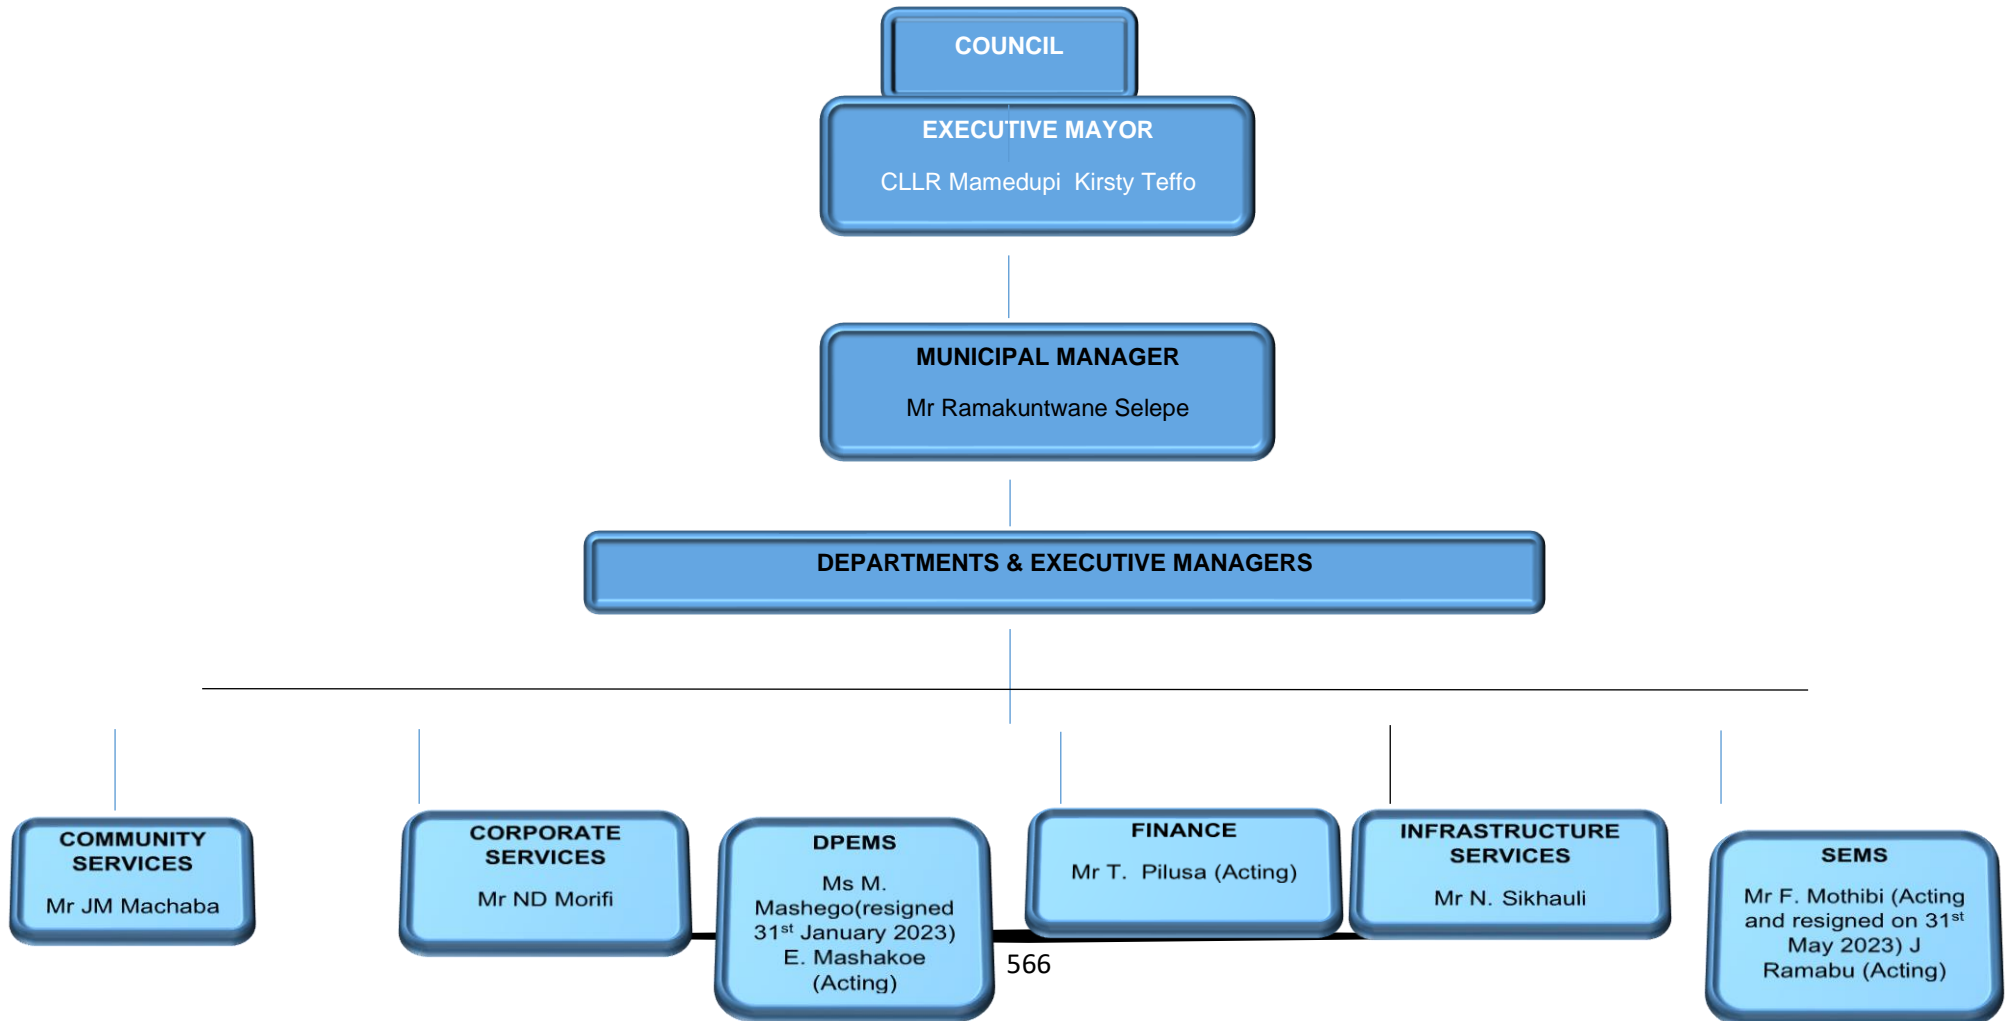 COUNCIL
EXECUTIVE MAYOR
CLLR Mamedupi  Kirsty Teffo
MUNICIPAL MANAGER
Mr Ramakuntwane Selepe
DEPARTMENTS & EXECUTIVE MANAGERS
COMMUNITY
SERVICES
Mr JM Machaba
CORPORATE
SERVICES
Mr ND Morifi
DPEMS
Ms M.
Mashego(resigned
31st January 2023)
E. Mashakoe
(Acting)
FINANCE
Mr T.  Pilusa (Acting)
INFRASTRUCTURE
SERVICES
Mr N. Sikhauli
SEMS
Mr F. Mothibi (Acting
and resigned on 31st
May 2023) J
Ramabu (Acting)
566